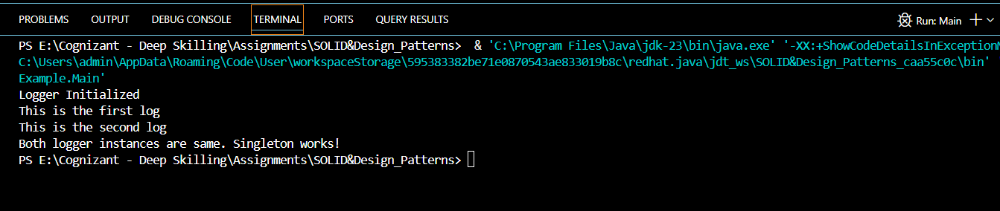 PROBLEMS OUTPUT DEBUG CONSOLE TERMINAL PORTS QUERY RESULTS Run: Main
PS E:\Cognizant - Deep Skilling\Assignments\SOLID&Design_Patterns> & 'C:\Program Files\Java\jdk-23\bin\java.exe' '-XX:+ShowCodeDetailsInExceptionM
C:\Users\admin\AppData\Roaming\Code\User\workspaceStorage\595383382be71e0870543ae833019b8c\redhat.java\jdt_ws\SOLID&Design_Patterns_caa55c0c\bin'
Example.Main'
Logger Initialized
This is the first log
This is the second log
Both logger instances are same. Singleton works!
PS E:\Cognizant - Deep Skilling\Assignments\SOLID&Design_Patterns>